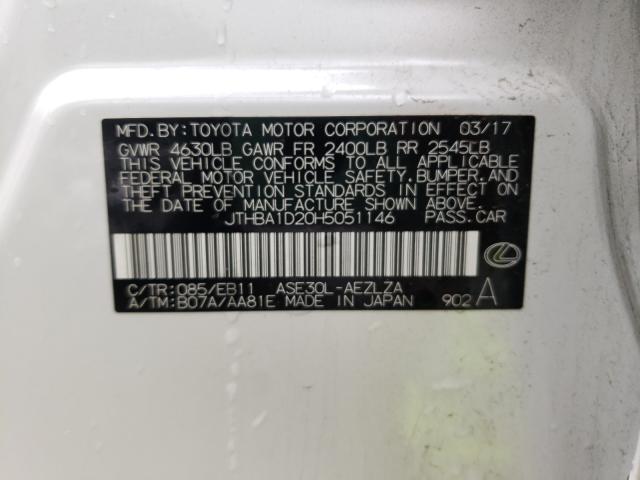 MFD. BY: TOYOTA MOTOR CORPORATION 03/17
GVWR 4630LB GAWR FR 2400LB RR 2545LB
THIS VEHICLE CONFORMS TO ALL APPLICABLE
FEDERAL MOTOR VEHICLE SAFETY, BUMPER, AND
THEFT PREVENTION STANDARDS IN EFFECT ON
THE DATE OF MANUFACTURE SHOWN ABOVE.
JTHBA1D20H5051146 PASS. CAR
C/TR: 085/EB11 ASE30L-AEZLZA
A/TM: B07A/AA81E MADE IN JAPAN 902 A